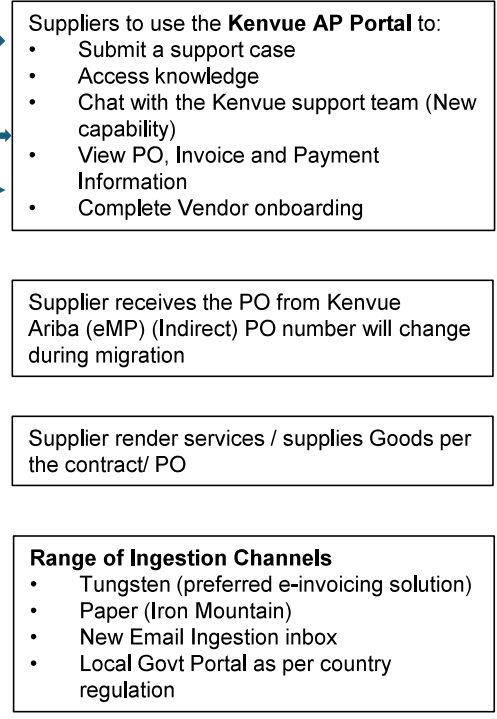 Suppliers to use the Kenvue AP Portal to:
• Submit a support case
• Access knowledge
• Chat with the Kenvue support team (New
capability)
• View PO, Invoice and Payment
Information
• Complete Vendor onboarding
Supplier receives the PO from Kenvue
Ariba (eMP) (Indirect) PO number will change
during migration
Supplier render services / supplies Goods per
the contract/ PO
Range of Ingestion Channels
• Tungsten (preferred e-invoicing solution)
• Paper (Iron Mountain)
• New Email Ingestion inbox
• Local Govt Portal as per country
regulation